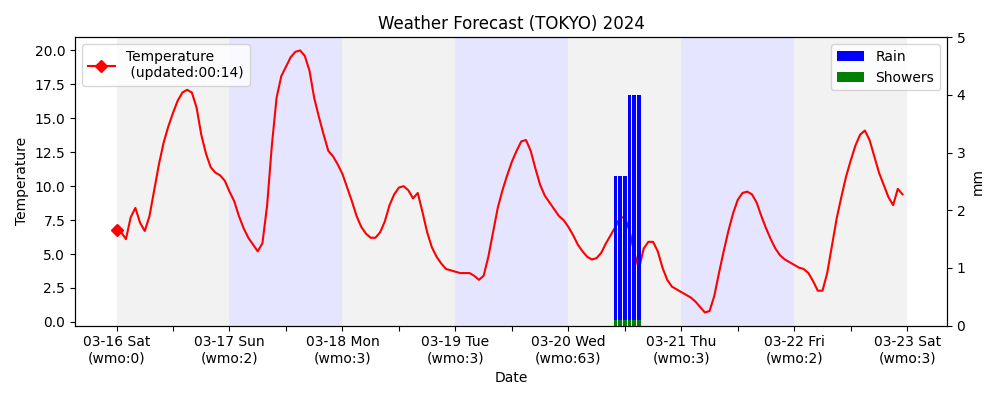 Weather Forecast (TOKYO) 2024
Temperature
(updated:00:14)
Rain
Showers
20.0
17.5
15.0
12.5
10.0
7.5
5.0
2.5
0.0
Temperature
5
4
3
2
1
0
mm
03-16 Sat
(wmo:0)
03-17 Sun
(wmo:2)
03-18 Mon
(wmo:3)
03-19 Tue
(wmo:3)
03-20 Wed
(wmo:63)
03-21 Thu
(wmo:3)
03-22 Fri
(wmo:2)
03-23 Sat
(wmo:3)
Date